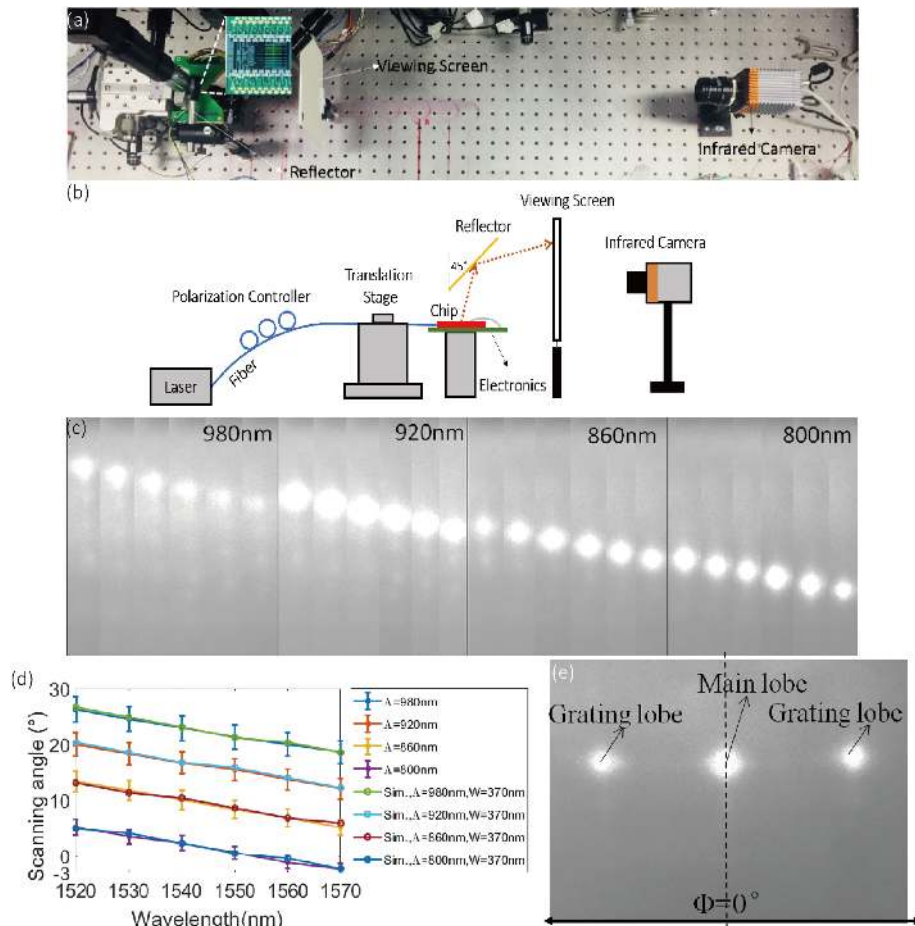 (a)
Viewing Screen
Infrared Camera
Reflector
(b)
Viewing Screen
Reflector
Infrared Camera
45°
Translation
Stage
Polarization Controller
Chip
Fiber
Laser
Electronics
(c)
980nm
920nm
860nm
800nm
(d)
30
20
10
0
-3
Scanning angle (°)
1520 1530 1540 1550 1560 1570
Wavelength(nm)
Λ=980nm
Λ=920nm
Λ=860nm
Λ=800nm
Sim.,Λ=980nm,W=370nm
Sim.,Λ=920nm,W=370nm
Sim.,Λ=860nm,W=370nm
Sim.,Λ=800nm,W=370nm
(e)
Main lobe
Grating lobe
Grating lobe
Φ=0°